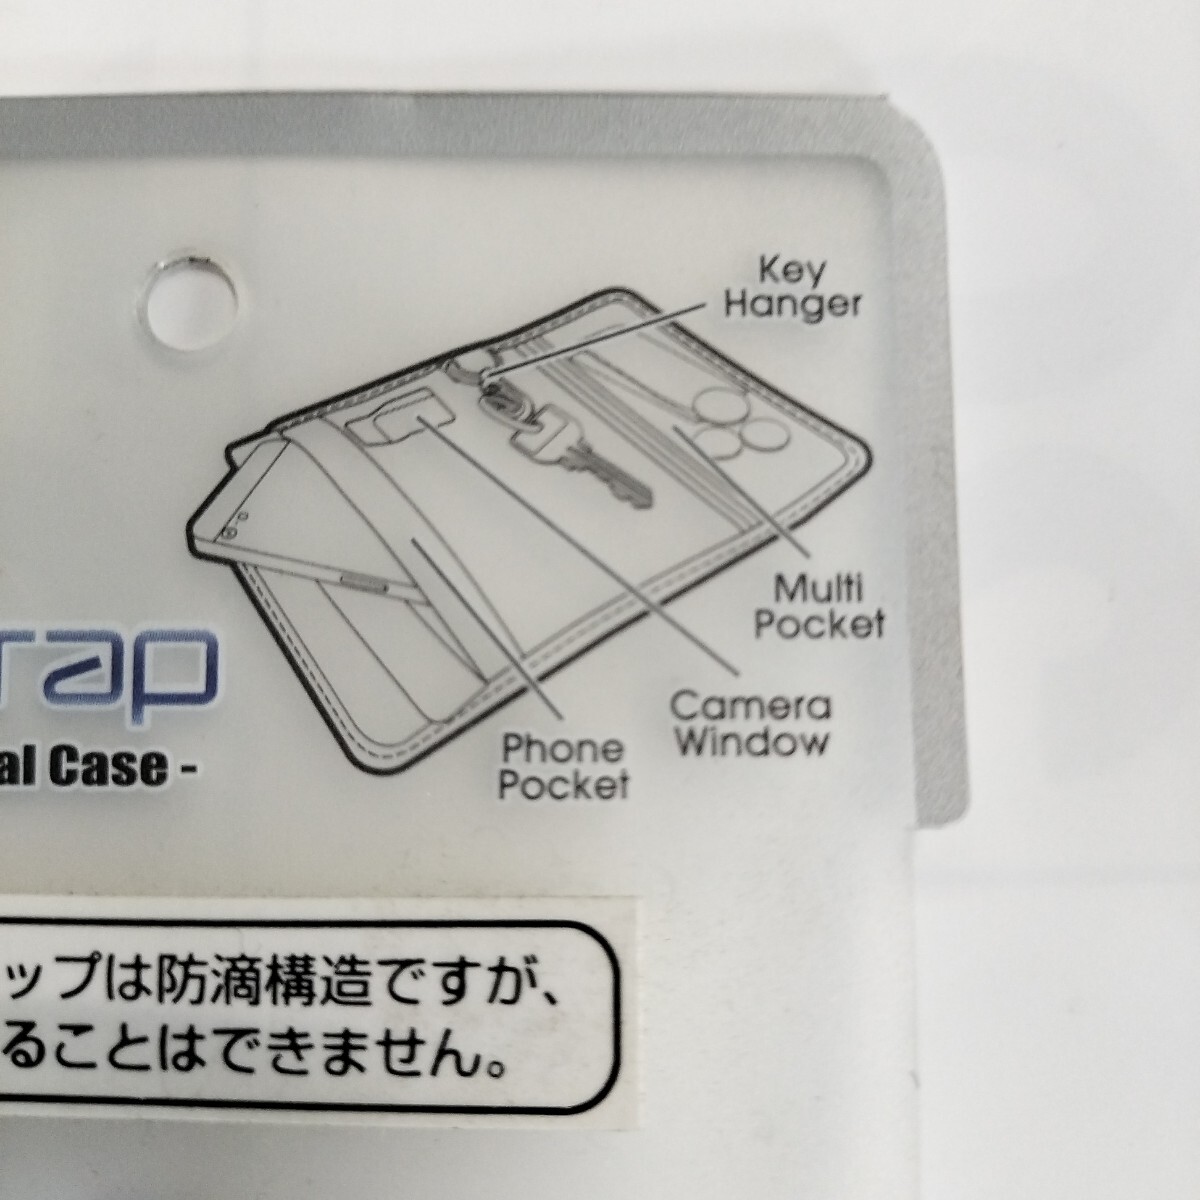 Key
Hanger
Multi
Pocket
Camera
Window
Phone
Pocket
rap
al Case -
ップは防滴構造ですが、
ることはできません。